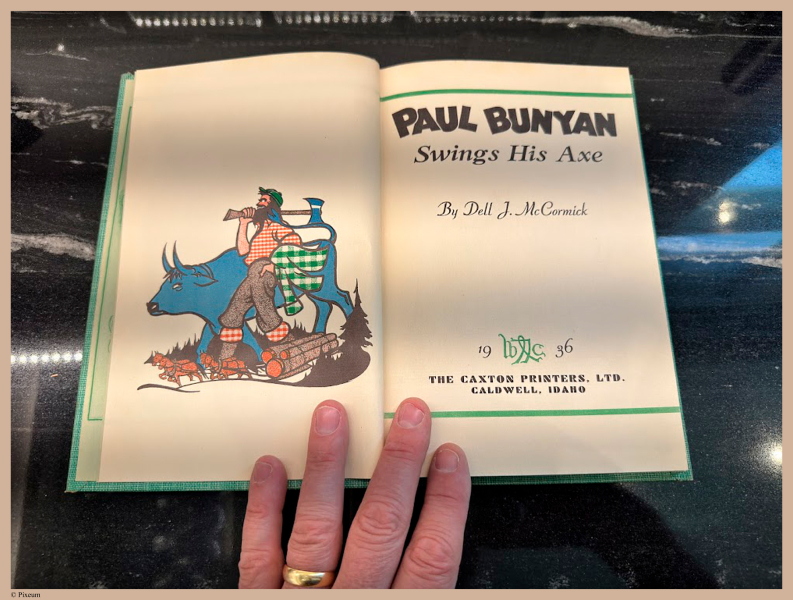 PAUL BUNYAN
Swings His Axe
By Dell J. McCormick
19 36
THE CAXTON PRINTERS, LTD.
CALDWELL, IDAHO
© Pixeum